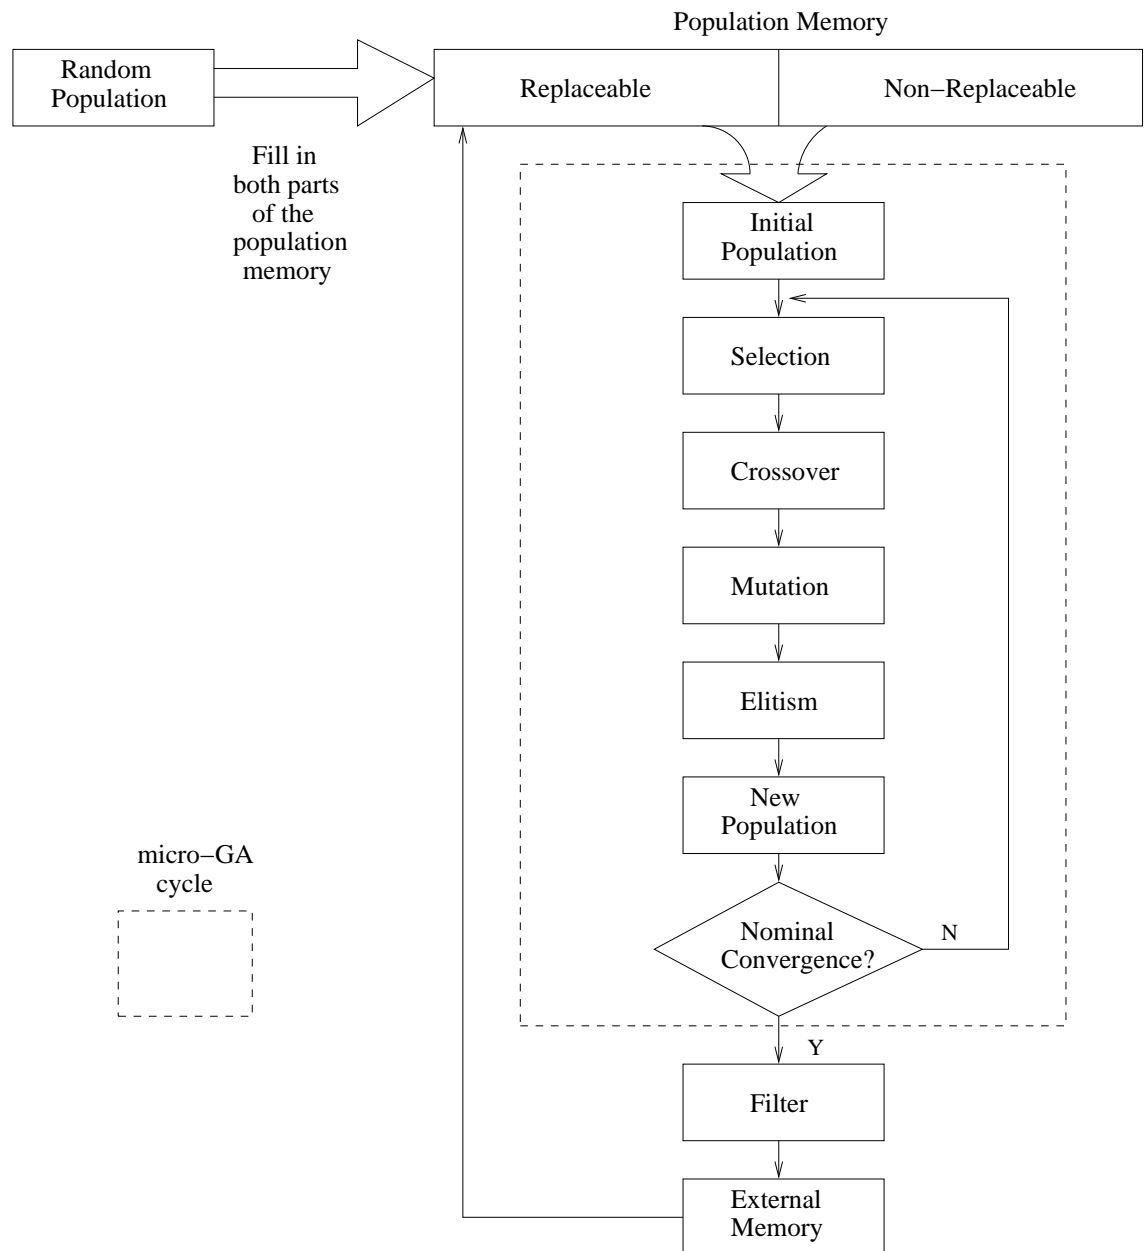 Population Memory
Random
Population
Replaceable
Non−Replaceable
Fill in
both parts
of the
population
memory
Initial
Population
Selection
Crossover
Mutation
Elitism
New
Population
micro−GA
cycle
Nominal
Convergence?
N
Y
Filter
External
Memory